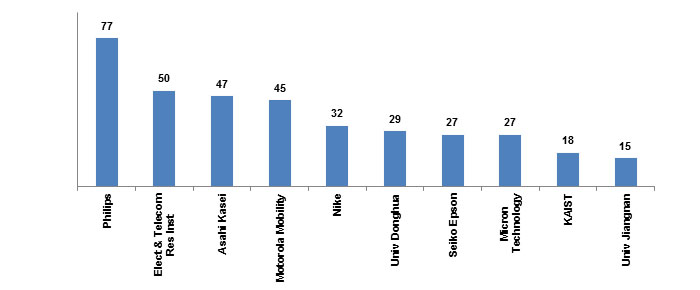 77
50
47
45
32
29
27
27
18
15
Philips
Elect & Telecom
Res Inst
Asahi Kasei
Motorola Mobility
Nike
Univ Donghua
Seiko Epson
Micron
Technology
KAIST
Univ Jiangnan